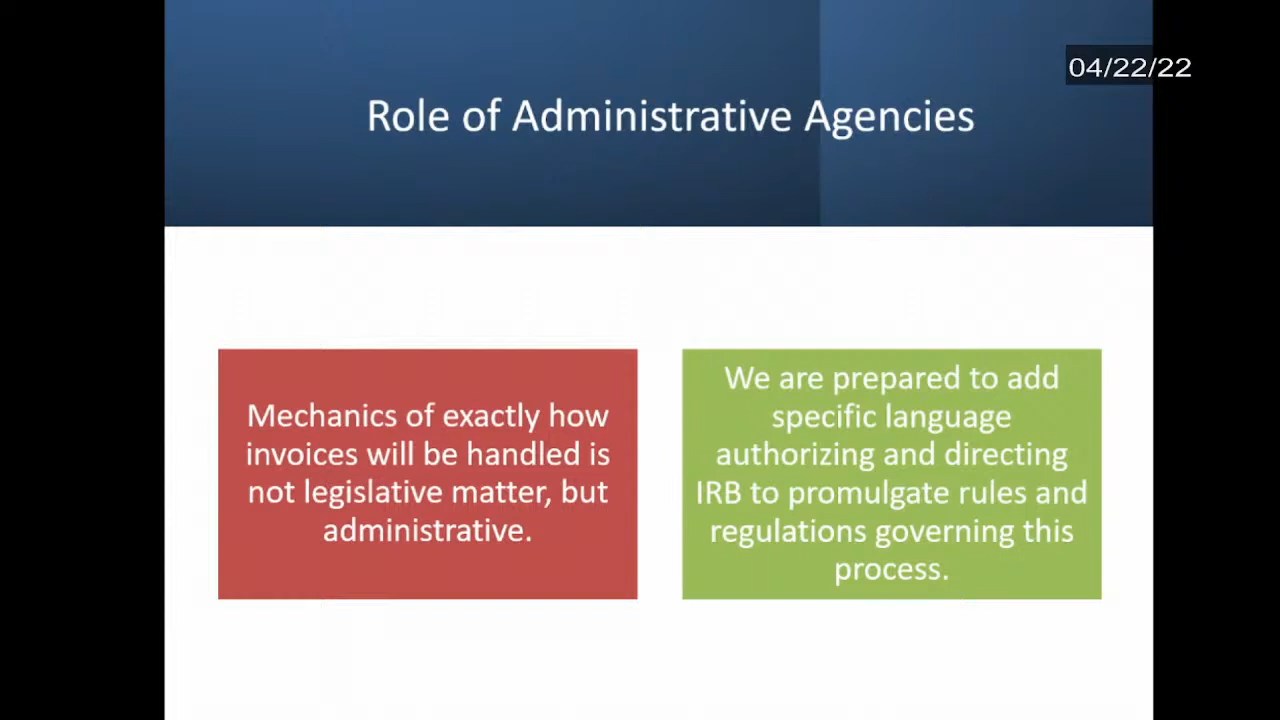 04/22/22
Role of Administrative Agencies
Mechanics of exactly how
invoices will be handled is
not legislative matter, but
administrative.
We are prepared to add
specific language
authorizing and directing
IRB to promulgate rules and
regulations governing this
process.